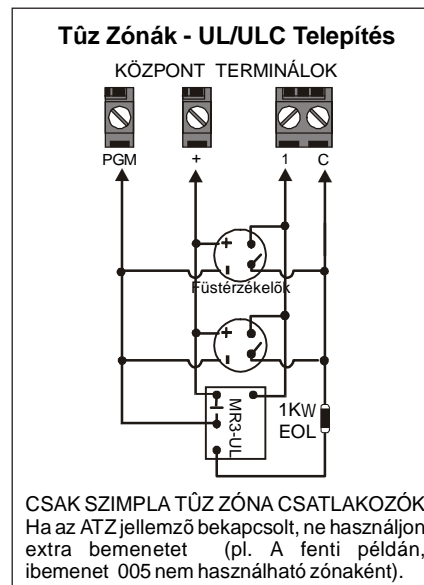 Tûz Zónák - UL/ULC Telepítés
KÖZPONT TERMINÁLOK
PGM + 1 C
+
-
Füstérzékelők
+
-
MR3-UL
1KW
EOL
CSAK SZIMPLA TÛZ ZÓNA CSATLAKOZÓK
Ha az ATZ jellemzõ bekapcsolt, ne használjon
extra bemenetet (pl. A fenti példán,
ibemenet 005 nem használható zónaként).